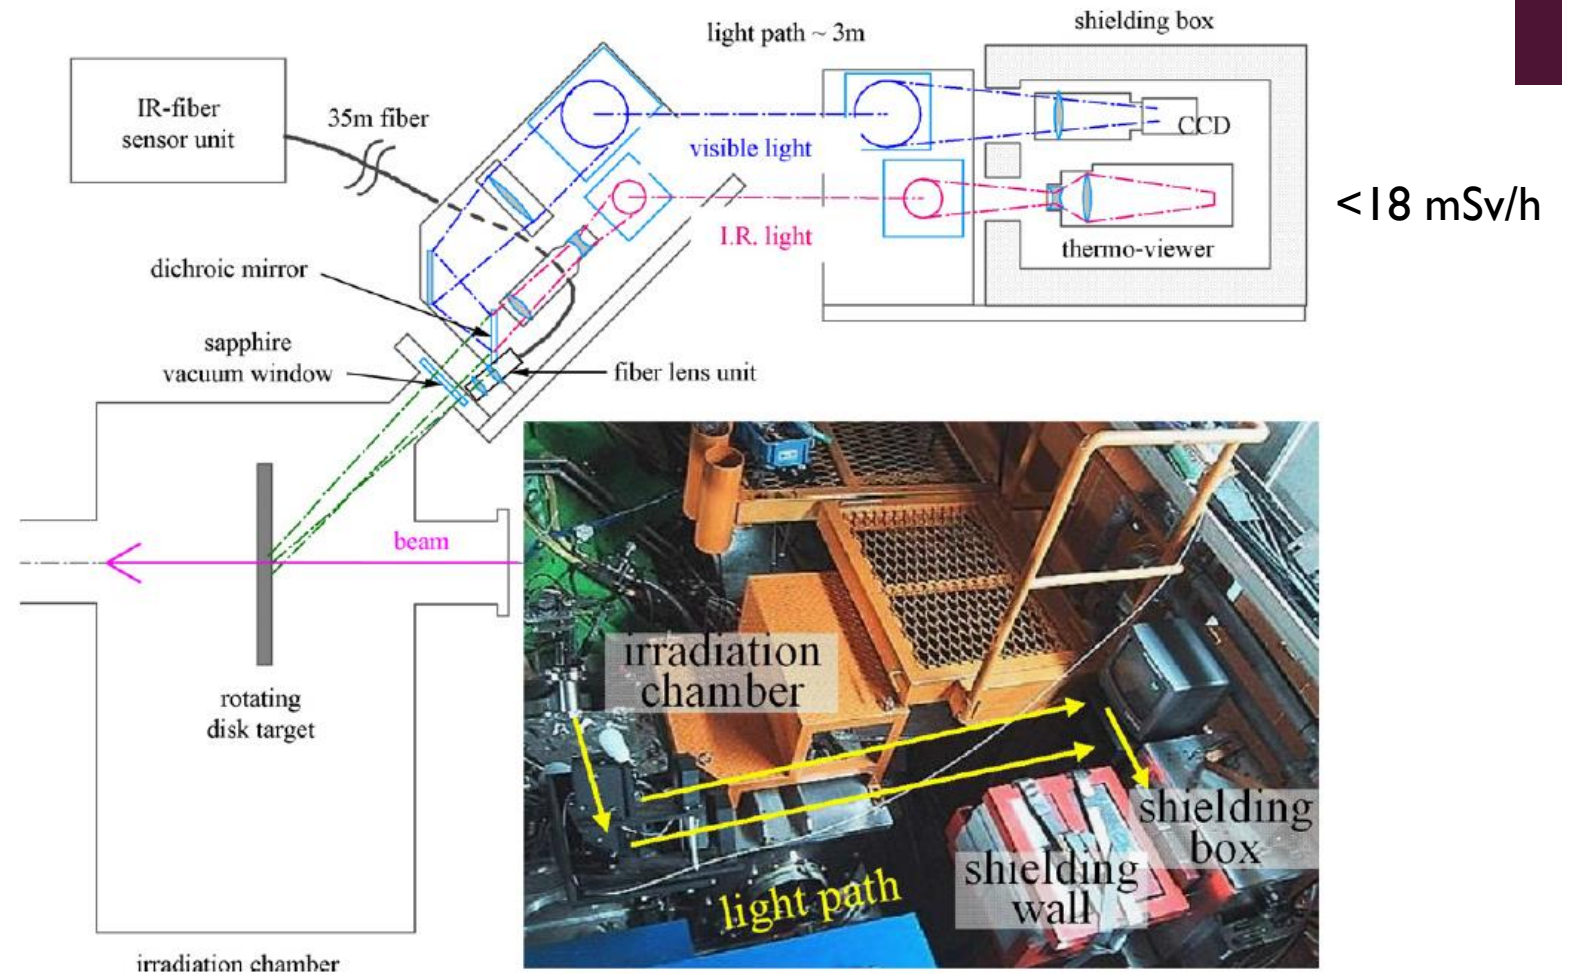 shielding box
light path ~ 3m
IR-fiber
sensor unit
35m fiber
CCD
visible light
<18 mSv/h
I.R. light
thermo-viewer
dichroic mirror
sapphire
vacuum window
fiber lens unit
beam
rotating
disk target
irradiation chamber
irradiation
chamber
shielding
box
shielding
wall
light path